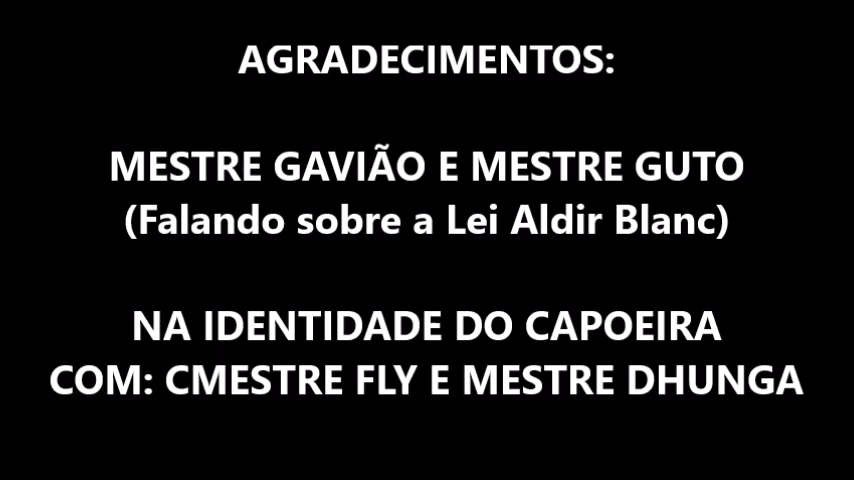 AGRADECIMENTOS:
MESTRE GAVIÃO E MESTRE GUTO
(Falando sobre a Lei Aldir Blanc)
NA IDENTIDADE DO CAPOEIRA
COM: CMESTRE FLY E MESTRE DHUNGA